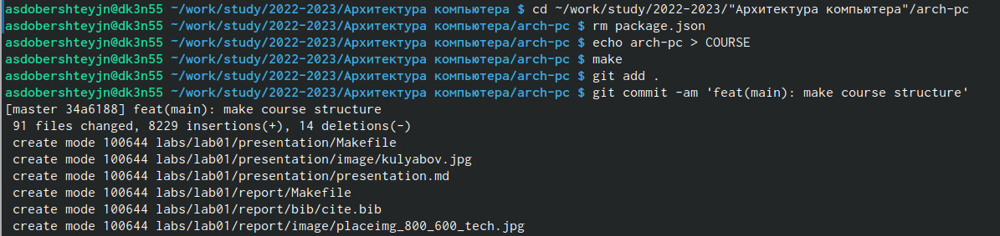 asdobershteyjn@dk3n55 ~/work/study/2022-2023/Архитектура компьютера $ cd ~/work/study/2022-2023/"Архитектура компьютера"/arch-pc
asdobershteyjn@dk3n55 ~/work/study/2022-2023/Архитектура компьютера/arch-pc $ rm package.json
asdobershteyjn@dk3n55 ~/work/study/2022-2023/Архитектура компьютера/arch-pc $ echo arch-pc > COURSE
asdobershteyjn@dk3n55 ~/work/study/2022-2023/Архитектура компьютера/arch-pc $ make
asdobershteyjn@dk3n55 ~/work/study/2022-2023/Архитектура компьютера/arch-pc $ git add .
asdobershteyjn@dk3n55 ~/work/study/2022-2023/Архитектура компьютера/arch-pc $ git commit -am 'feat(main): make course structure'
[master 34a6188] feat(main): make course structure
 91 files changed, 8229 insertions(+), 14 deletions(-)
 create mode 100644 labs/lab01/presentation/Makefile
 create mode 100644 labs/lab01/presentation/image/kulyabov.jpg
 create mode 100644 labs/lab01/presentation/presentation.md
 create mode 100644 labs/lab01/report/Makefile
 create mode 100644 labs/lab01/report/bib/cite.bib
 create mode 100644 labs/lab01/report/image/placeimg_800_600_tech.jpg